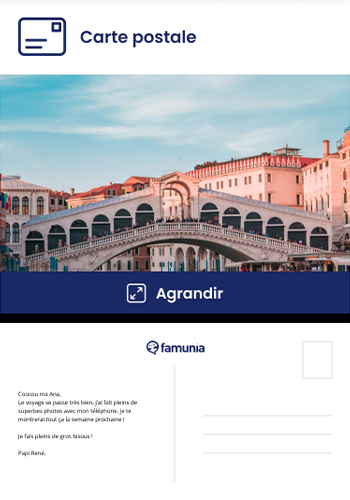 Carte postale
Agrandir
famunia
Coucou ma Ana,
Le voyage se passe très bien, j'ai fait pleins de
superbes photos avec mon téléphone, je te
montrerai tout ça la semaine prochaine !
Je fais pleins de gros bisous !
Papi René.